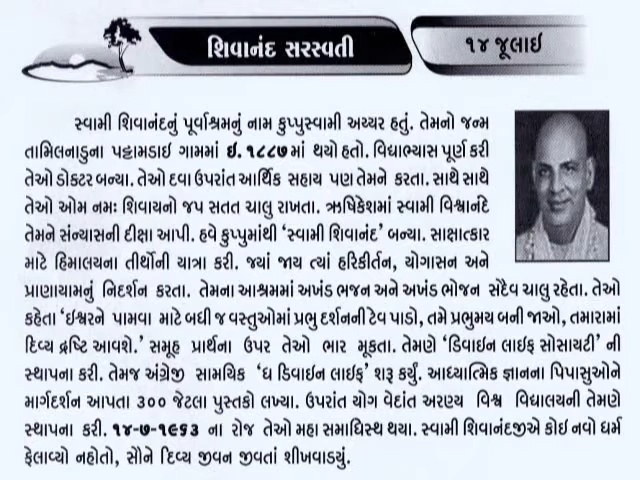 શિવાનંદ સરસ્વતી
૧૪ જૂલાઇ
સ્વામી શિવાનંદનું પૂર્વાશ્રમનું નામ કુપ્પુસ્વામી અય્યર હતું. તેમનો જન્મ
તામિલનાડુના પટ્ટામડાઇ ગામમાં ઇ. ૧૮૮૭માં થયો હતો. વિદ્યાભ્યાસ પૂર્ણ કરી
તેઓ ડોક્ટર બન્યા. તેઓ દવા ઉપરાંત આર્થિક સહાય પણ તેમને કરતા. સાથે સાથે
તેઓ ઓમ નમઃ શિવાયનો જપ સતત ચાલુ રાખતા. ઋષિકેશમાં સ્વામી વિશ્વાનંદે
તેમને સંન્યાસની દીક્ષા આપી. હવે કુપ્પુમાંથી ‘સ્વામી શિવાનંદ’ બન્યા. સાક્ષાત્કાર
માટે હિમાલયના તીર્થોની યાત્રા કરી. જ્યાં જાય ત્યાં હરિકીર્તન, યોગાસન અને
પ્રાણાયામનું નિદર્શન કરતા. તેમના આશ્રમમાં અખંડ ભજન અને અખંડ ભોજન સદૈવ ચાલુ રહેતા. તેઓ
કહેતા ‘ઇશ્વરને પામવા માટે બધી જ વસ્તુઓમાં પ્રભુ દર્શનની ટેવ પાડો, તમે પ્રભુમય બની જાઓ, તમારામાં
દિવ્ય દ્રષ્ટિ આવશે.’ સમૂહ પ્રાર્થના ઉપર તેઓ ભાર મૂકતા. તેમણે ‘ડિવાઇન લાઈફ સોસાયટી’ ની
સ્થાપના કરી. તેમજ અંગ્રેજી સામયિક ‘ધ ડિવાઇન લાઈફ’ શરૂ કર્યું. આધ્યાત્મિક જ્ઞાનના પિપાસુઓને
માર્ગદર્શન આપતા ૩૦૦ જેટલા પુસ્તકો લખ્યા. ઉપરાંત યોગ વેદાંત અરણ્ય વિશ્વ વિદ્યાલયની તેમણે
સ્થાપના કરી. ૧૪-૭-૧૯૬૩ ના રોજ તેઓ મહા સમાધિસ્થ થયા. સ્વામી શિવાનંદજીએ કોઇ નવો ધર્મ
ફેલાવ્યો નહોતો, સૌને દિવ્ય જીવન જીવતાં શીખવાડ્યું.